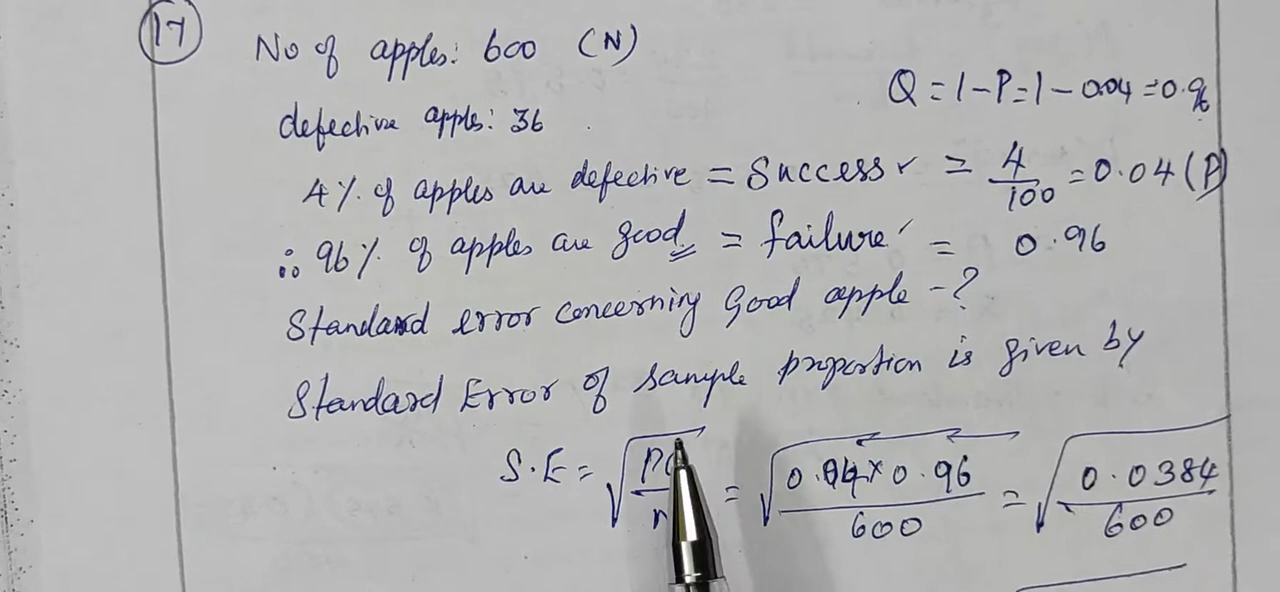 17
No of apples: 600 (N)
Q = 1 - P = 1 - 0.04 = 0.96
defective apples: 36
4% of apples are defective = Success = 4/100 = 0.04 (P)
∴ 96% of apples are good = failure = 0.96
Standard error concerning Good apple - ?
Standard Error of sample proportion is given by
S.E = √ = √(0.04 × 0.96 / 600) = √(0.0384 / 600)